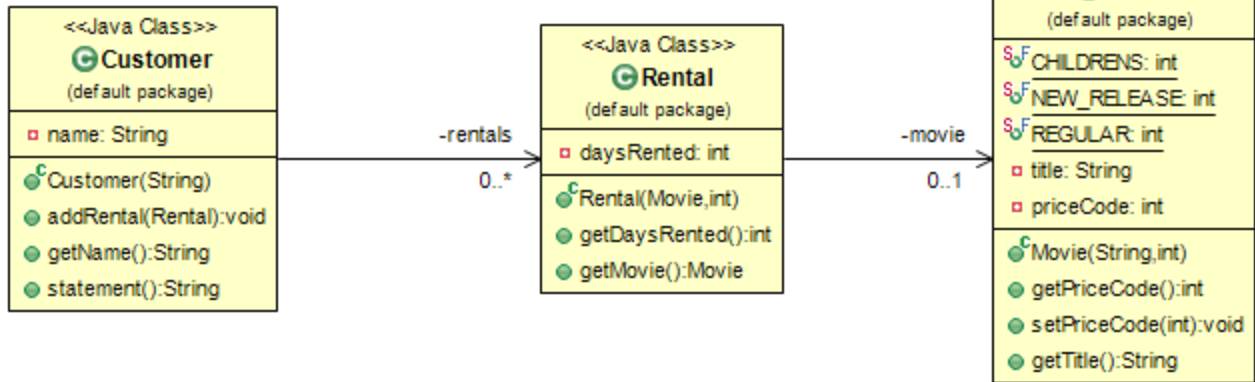 <<Java Class>>
C Customer
(default package)
name: String
C Customer(String)
addRental(Rental):void
getName():String
statement():String
-rentals
0..*
<<Java Class>>
C Rental
(default package)
daysRented: int
C Rental(Movie,int)
getDaysRented():int
getMovie():Movie
-movie
0..1
(default package)
S F CHILDRENS: int
S F NEW_RELEASE: int
S F REGULAR: int
title: String
priceCode: int
C Movie(String,int)
getPriceCode():int
setPriceCode(int):void
getTitle():String